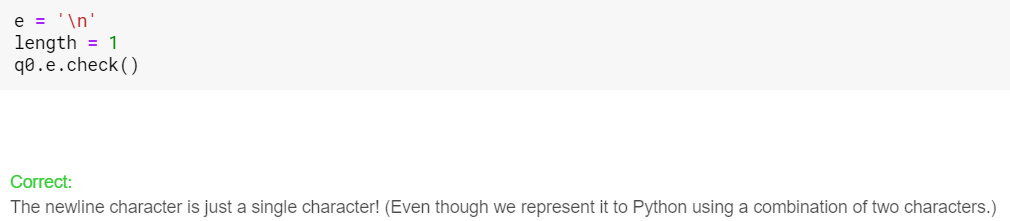 e = '\n'
length = 1
q0.e.check()
Correct:
The newline character is just a single character! (Even though we represent it to Python using a combination of two characters.)